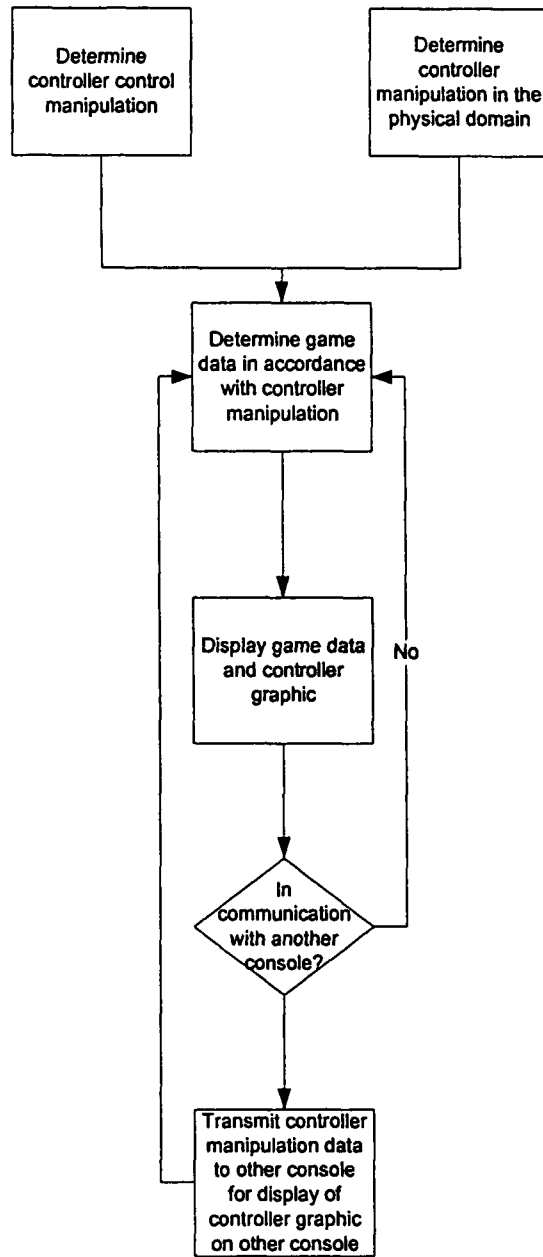 Determine
controller control
manipulation
Determine
controller
manipulation in the
physical domain
Determine game
data in accordance
with controller
manipulation
Display game data
and controller
graphic
No
In
communication
with another
console?
Transmit controller
manipulation data
to other console
for display of
controller graphic
on other console